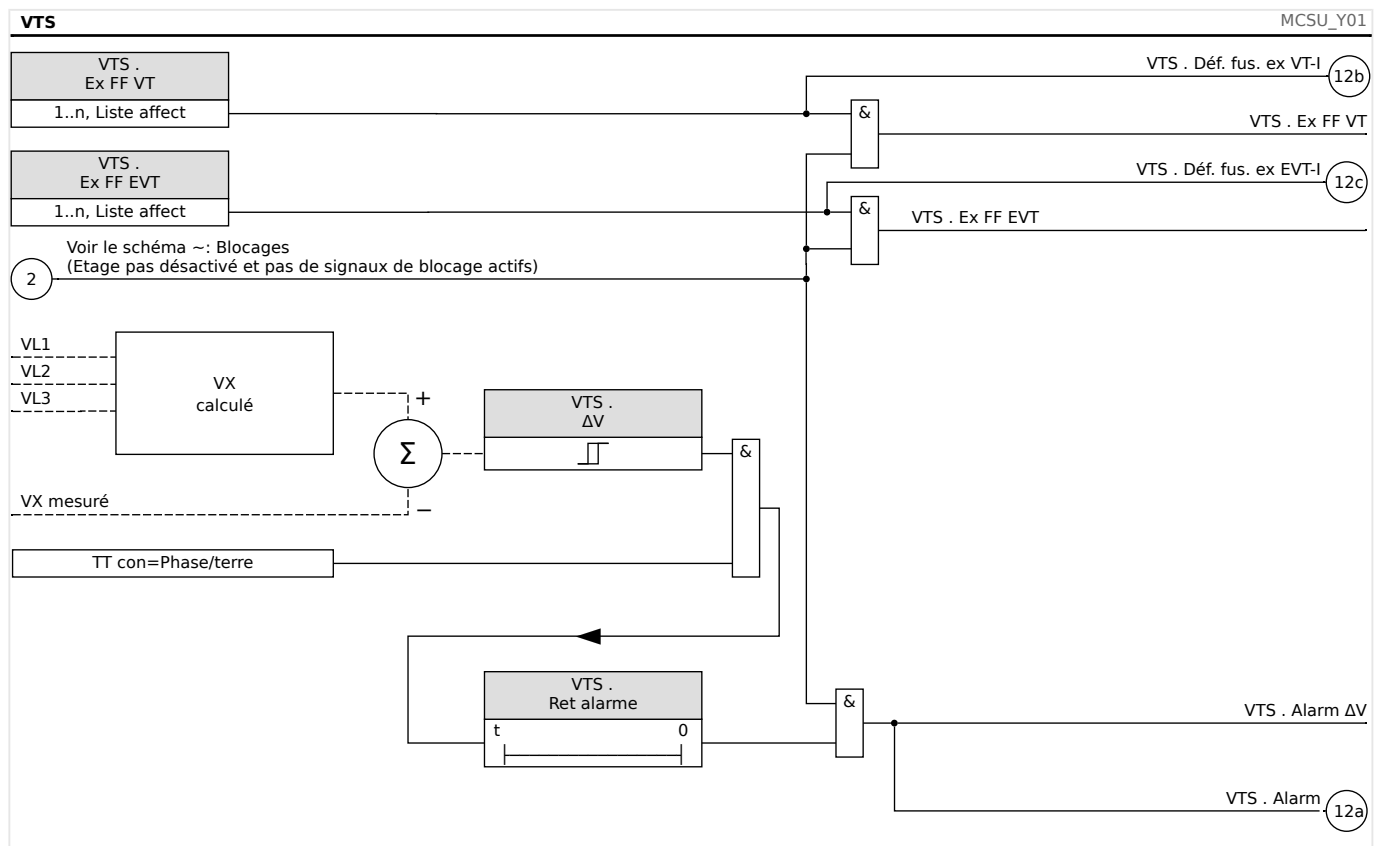 VTS
MCSU_Y01
VTS .
Ex FF VT
1..n, Liste affect
VTS . Déf. fus. ex VT-I
12b
&
VTS . Ex FF VT
VTS .
Ex FF EVT
1..n, Liste affect
VTS . Déf. fus. ex EVT-I
12c
&
VTS . Ex FF EVT
Voir le schéma ~: Blocages
(Etage pas désactivé et pas de signaux de blocage actifs)
2
VL1
VL2
VL3
VX
calculé
+
Σ
−
VTS .
ΔV
&
VX mesuré
TT con=Phase/terre
VTS .
Ret alarme
t
0
&
VTS . Alarm ΔV
VTS . Alarm
12a